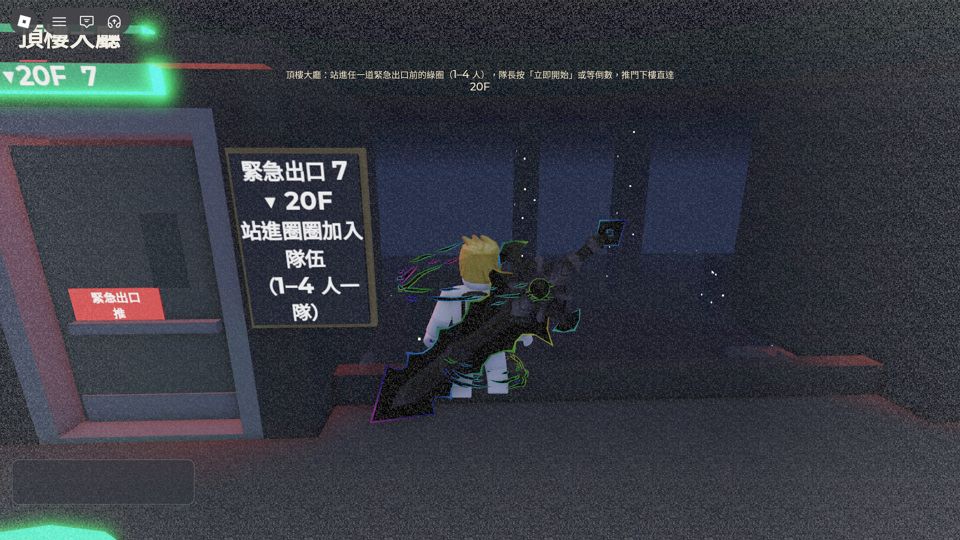 頂樓大廳
▼20F 7
頂樓大廳：站進任一道緊急出口前的綠圈（1–4 人），隊長按「立即開始」或等倒數，推門下樓直達
20F
緊急出口 7
▼ 20F
站進圈圈加入
隊伍
（1–4 人一
隊）
緊急出口
推